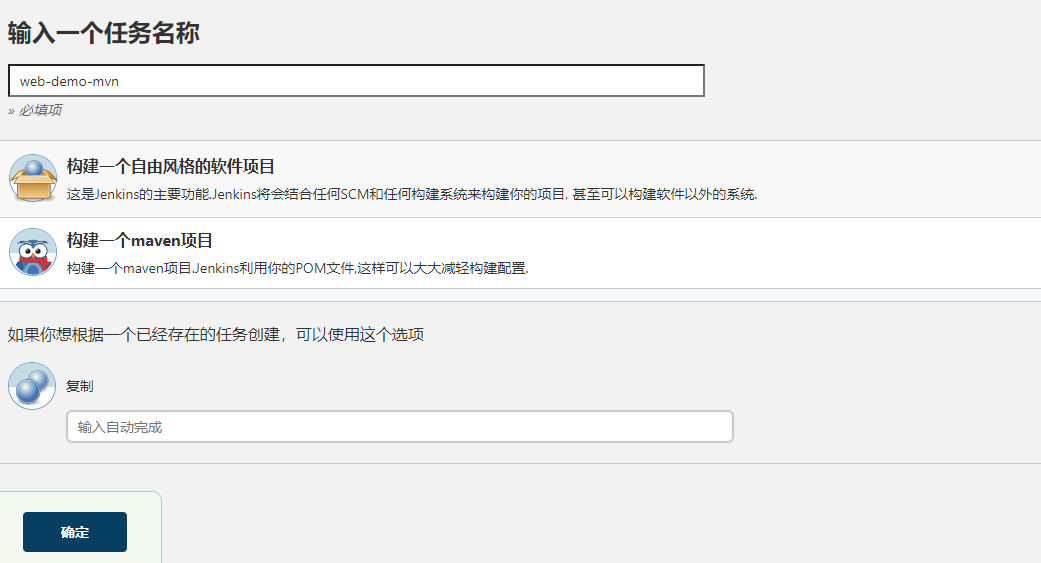 输入一个任务名称
web-demo-mvn
» 必填项
构建一个自由风格的软件项目
这是Jenkins的主要功能.Jenkins将会结合任何SCM和任何构建系统来构建你的项目, 甚至可以构建软件以外的系统.
构建一个maven项目
构建一个maven项目.Jenkins利用你的POM文件,这样可以大大减轻构建配置.
如果你想根据一个已经存在的任务创建，可以使用这个选项
复制
输入自动完成
确定